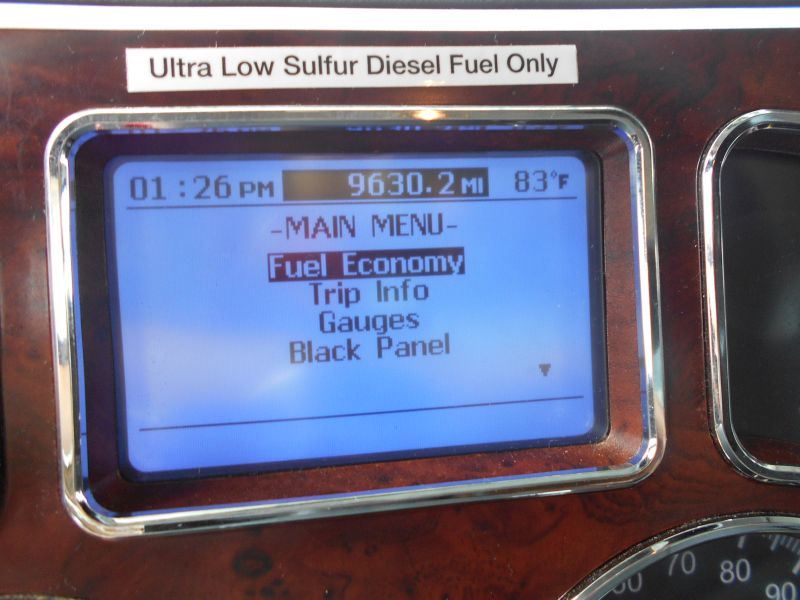 Ultra Low Sulfur Diesel Fuel Only
01:26 PM 9630.2 MI 83°F
-MAIN MENU-
Fuel Economy
Trip Info
Gauges
Black Panel
▼
60 70 80 90